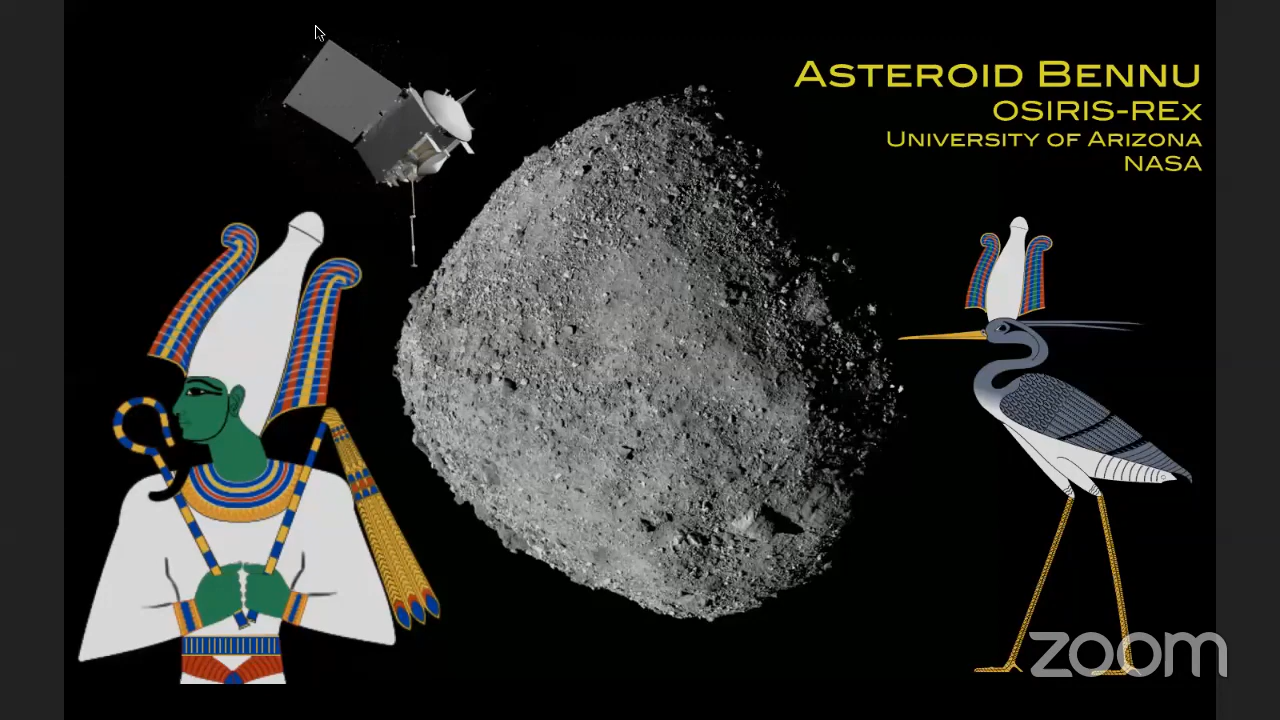 Asteroid Bennu
OSIRIS-REx
University of Arizona
NASA
zoom